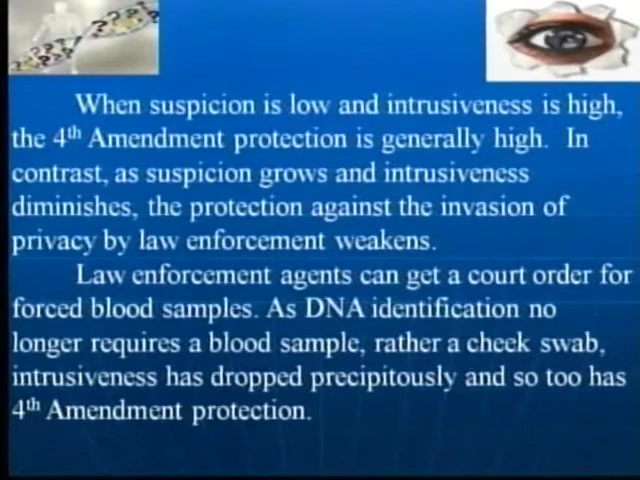 When suspicion is low and intrusiveness is high,
the 4th Amendment protection is generally high. In
contrast, as suspicion grows and intrusiveness
diminishes, the protection against the invasion of
privacy by law enforcement weakens.
Law enforcement agents can get a court order for
forced blood samples. As DNA identification no
longer requires a blood sample, rather a cheek swab,
intrusiveness has dropped precipitously and so too has
4th Amendment protection.